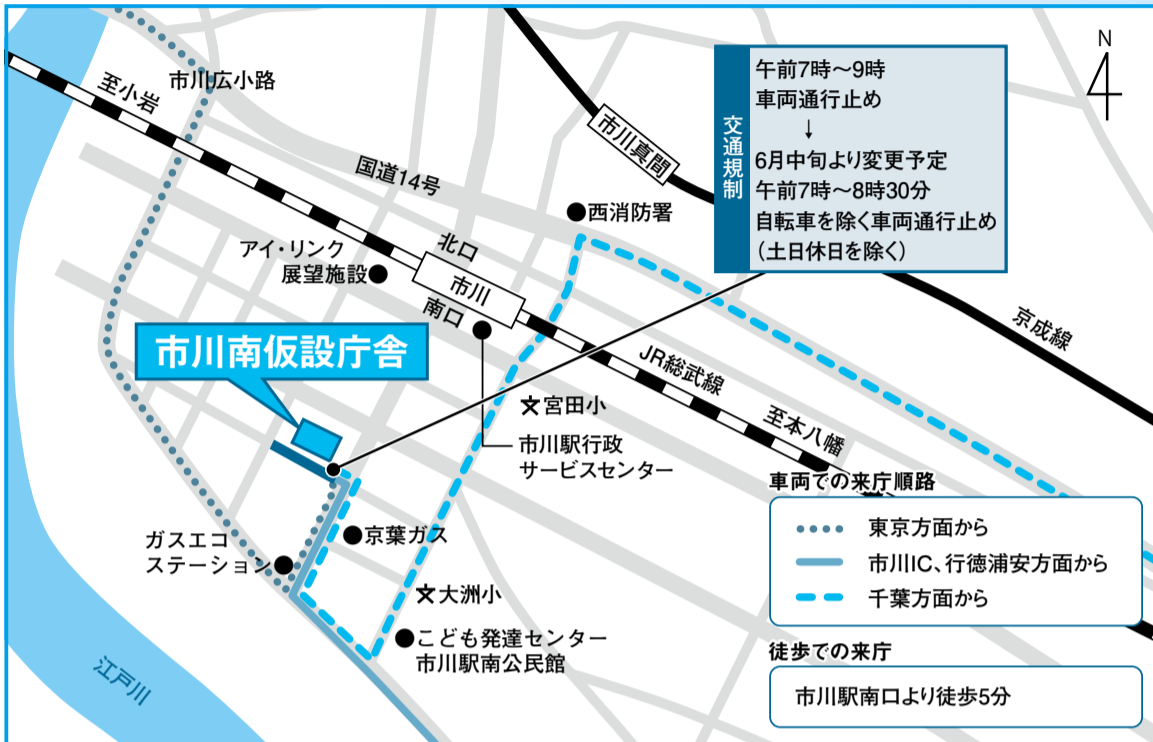 N
市川広小路
至小岩
国道14号
市川真間
交通規制
午前7時〜9時
車両通行止め
↓
6月中旬より変更予定
午前7時〜8時30分
自転車を除く車両通行止め
（土日休日を除く）
西消防署
アイ・リンク
展望施設
北口
市川
南口
京成線
JR総武線
市川南仮設庁舎
宮田小
至本八幡
市川駅行政
サービスセンター
車両での来庁順路
東京方面から
市川IC、行徳浦安方面から
千葉方面から
ガスエコ
ステーション
京葉ガス
大洲小
こども発達センター
市川駅南公民館
江戸川
徒歩での来庁
市川駅南口より徒歩5分